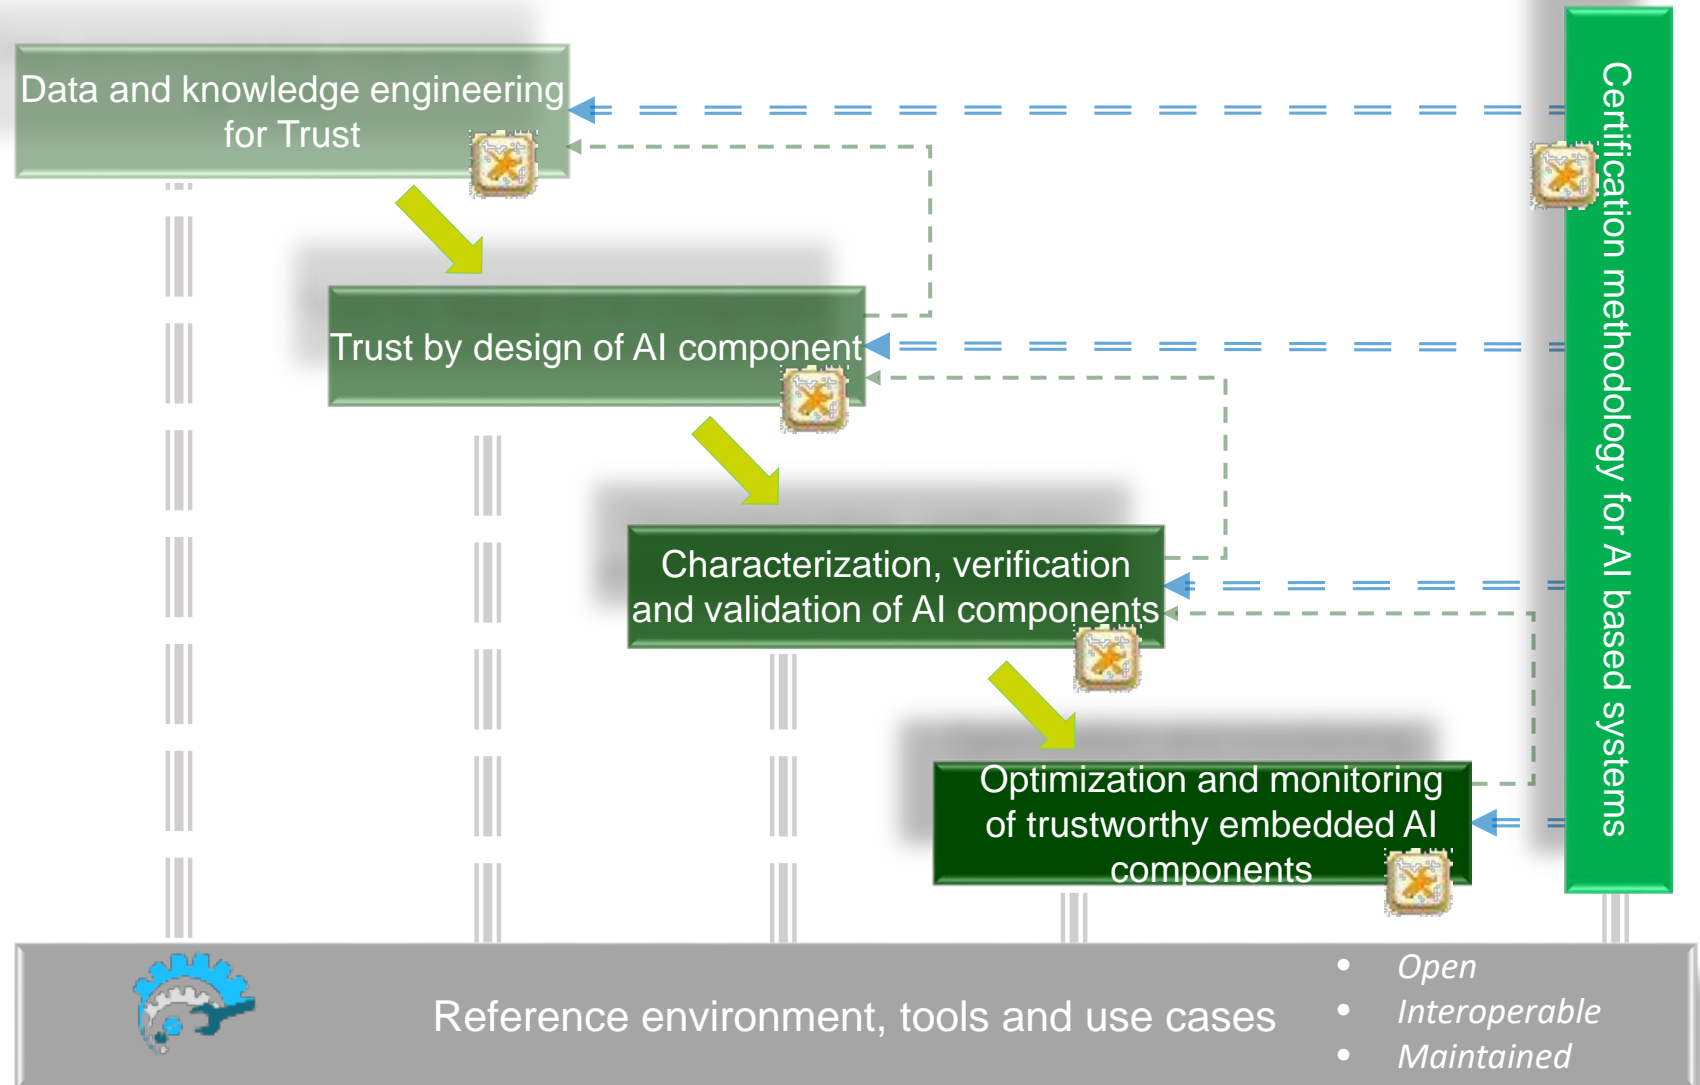 Data and knowledge engineering
for Trust
Trust by design of AI component
Characterization, verification
and validation of AI components
Optimization and monitoring
of trustworthy embedded AI
components
Certification methodology for AI based systems
Reference environment, tools and use cases
• Open
• Interoperable
• Maintained